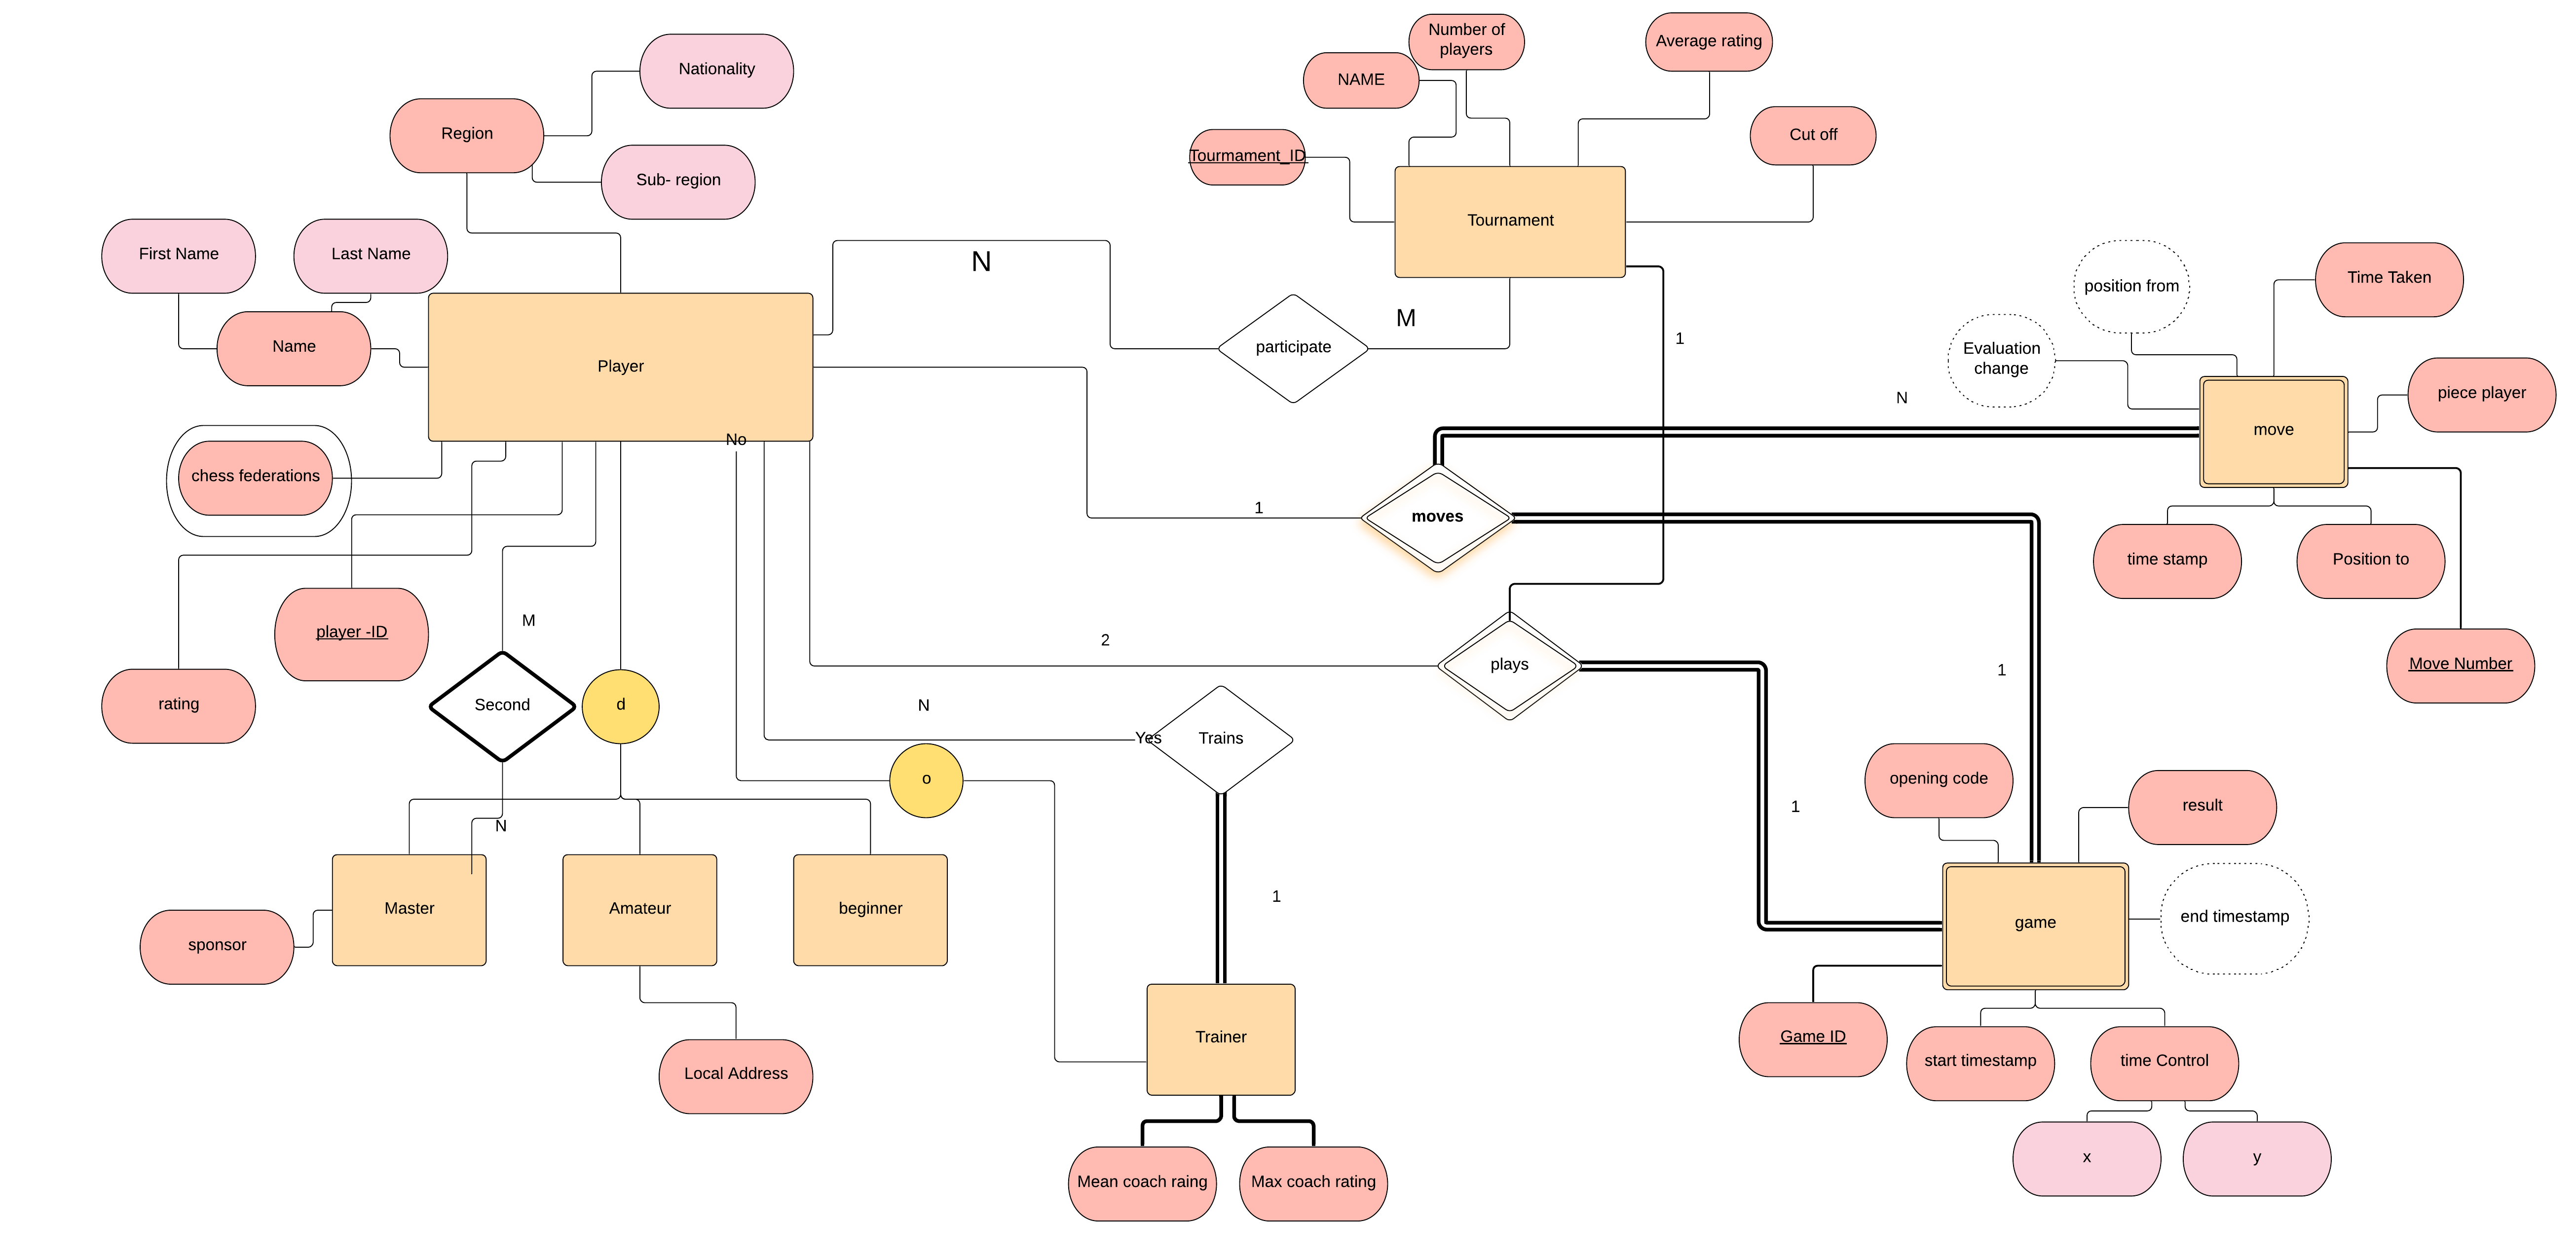 Number of
players
Average rating
NAME
Nationality
Region
Cut off
Tournament_ID
Sub- region
Tournament
First Name
Last Name
N
Time Taken
position from
M
1
Name
participate
Evaluation
change
Player
piece player
N
move
No
chess federations
1
moves
time stamp
Position to
M
player -ID
2
plays
1
Move Number
rating
Second
d
N
Yes
Trains
o
opening code
1
result
N
1
Master
Amateur
beginner
end timestamp
game
sponsor
Trainer
Game ID
start timestamp
time Control
Local Address
x
y
Mean coach raing
Max coach rating